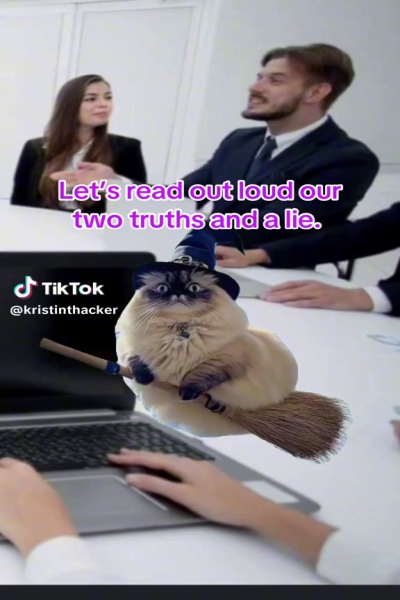 Let's read out loud our
two truths and a lie.
TikTok
@kristinthacker